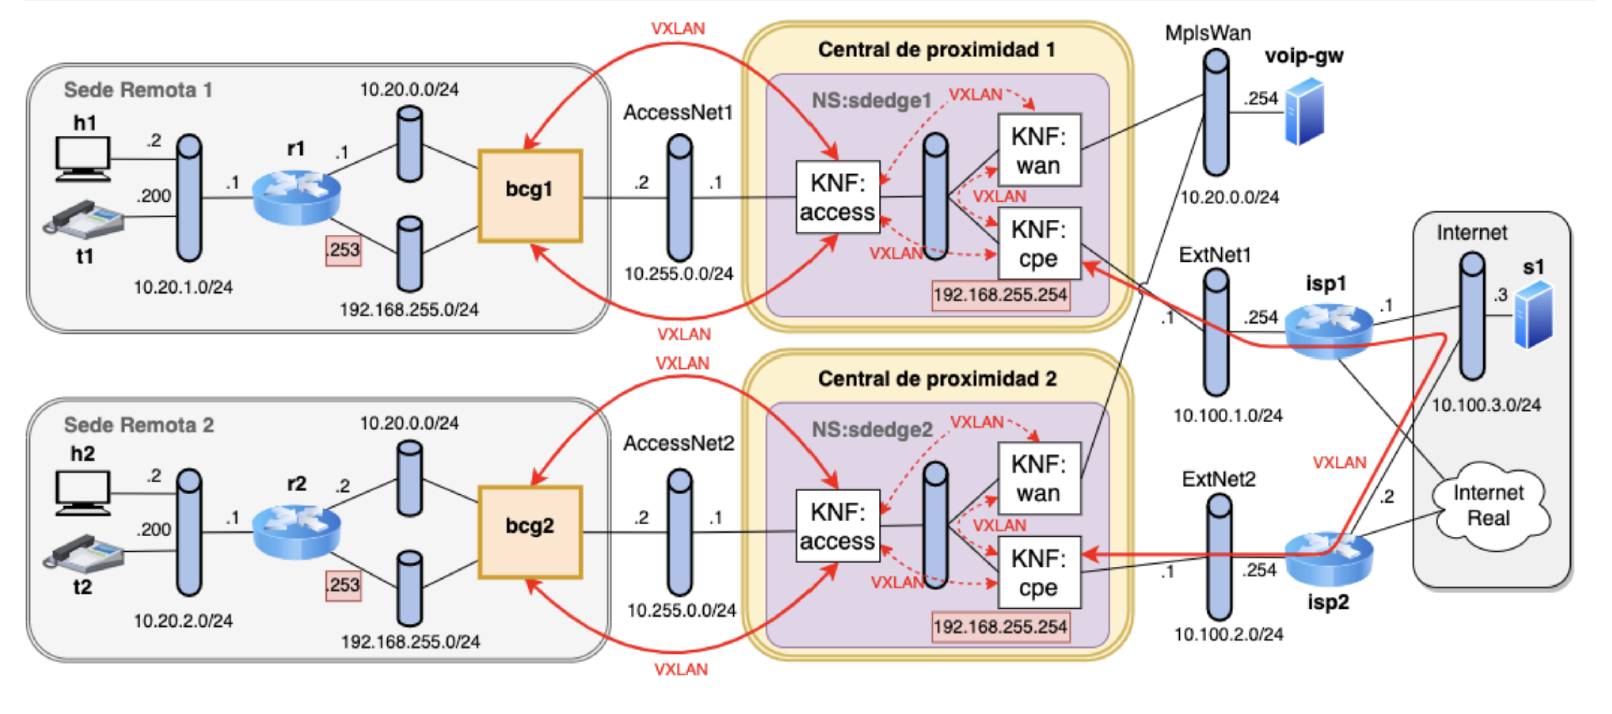 VXLAN
Central de proximidad 1
MplsWan
voip-gw
Sede Remota 1
10.20.0.0/24
AccessNet1
NS:sdedge1
VXLAN
.254
h1
.2
r1
.1
KNF:
wan
.200
.1
bcg1
.2
.1
KNF:
access
VXLAN
10.20.0.0/24
t1
.253
VXLAN
KNF:
cpe
10.20.1.0/24
192.168.255.0/24
10.255.0.0/24
192.168.255.254
VXLAN
ExtNet1
isp1
.1
.254
.1
10.100.1.0/24
Internet
s1
.3
10.100.3.0/24
VXLAN
Central de proximidad 2
Sede Remota 2
10.20.0.0/24
AccessNet2
NS:sdedge2
VXLAN
h2
.2
r2
.2
KNF:
wan
.200
.1
bcg2
.2
.1
KNF:
access
VXLAN
t2
.253
VXLAN
KNF:
cpe
10.20.2.0/24
192.168.255.0/24
10.255.0.0/24
192.168.255.254
VXLAN
ExtNet2
VXLAN
.2
Internet
Real
.1
.254
isp2
10.100.2.0/24